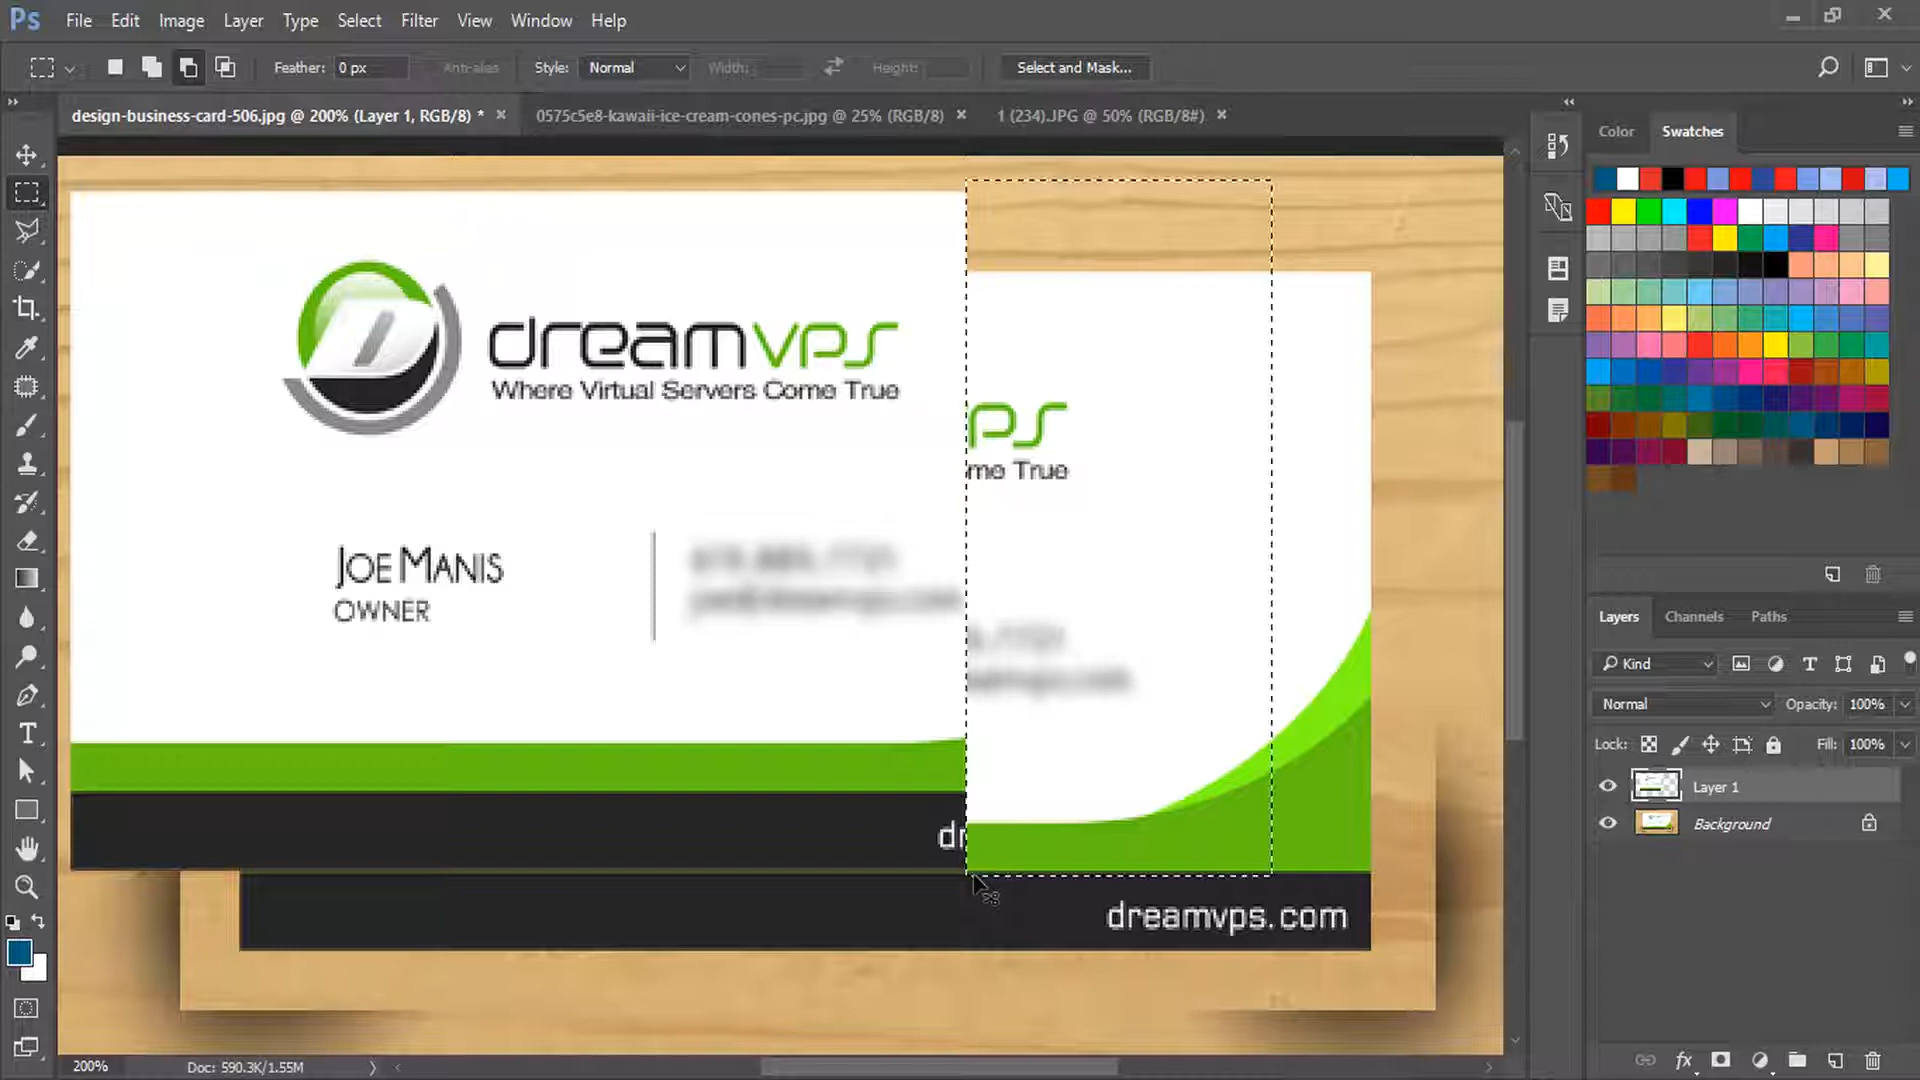 Ps File Edit Image Layer Type Select Filter View Window Help
Feather: 0 px Anti-alias Style: Normal Width: Height: Select and Mask...
design-business-card-506.jpg @ 200% (Layer 1, RGB/8) * × 0575c5e8-kawaii-ice-cream-cones-pc.jpg @ 25% (RGB/8) × 1 (234).JPG @ 50% (RGB/8#) ×
Color Swatches
dreamvps
Where Virtual Servers Come True
ps
me True
JOE MANIS
OWNER
dr
dreamvps.com
Layers Channels Paths
Kind
Normal Opacity: 100%
Lock: Fill: 100%
Layer 1
Background
fx
200% Doc: 590.3K/1.55M